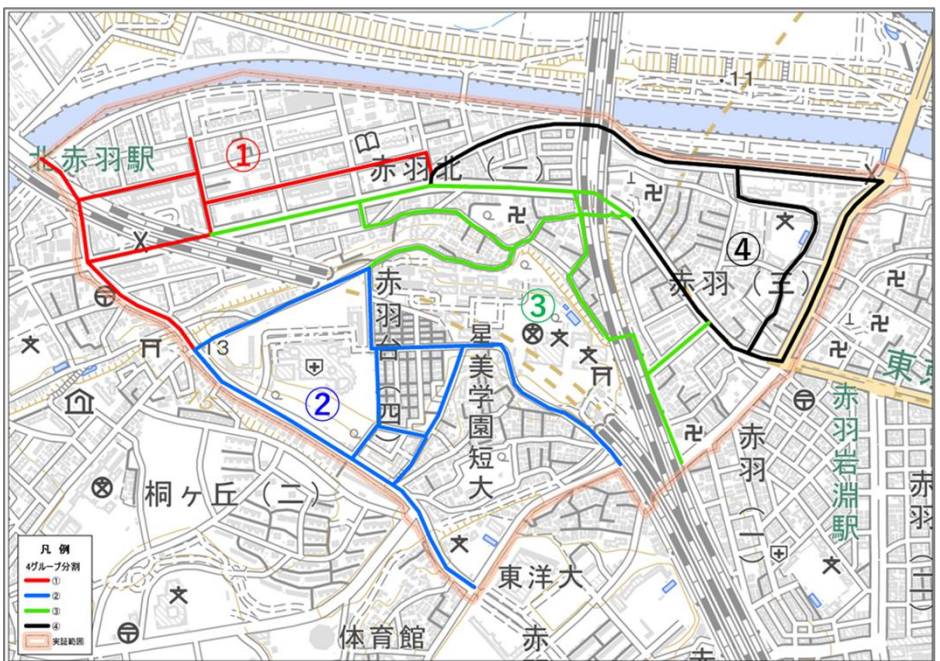 ・11
北赤羽駅
①
赤羽北（一）
④
赤羽（三）
③
13
赤羽台（四）
星美学園短大
②
東京
赤羽岩淵駅
赤羽（一）
赤羽（二）
桐ヶ丘（二）
東洋大
体育館
赤
赤
凡 例
4グループ分割
①
②
③
④
実証範囲